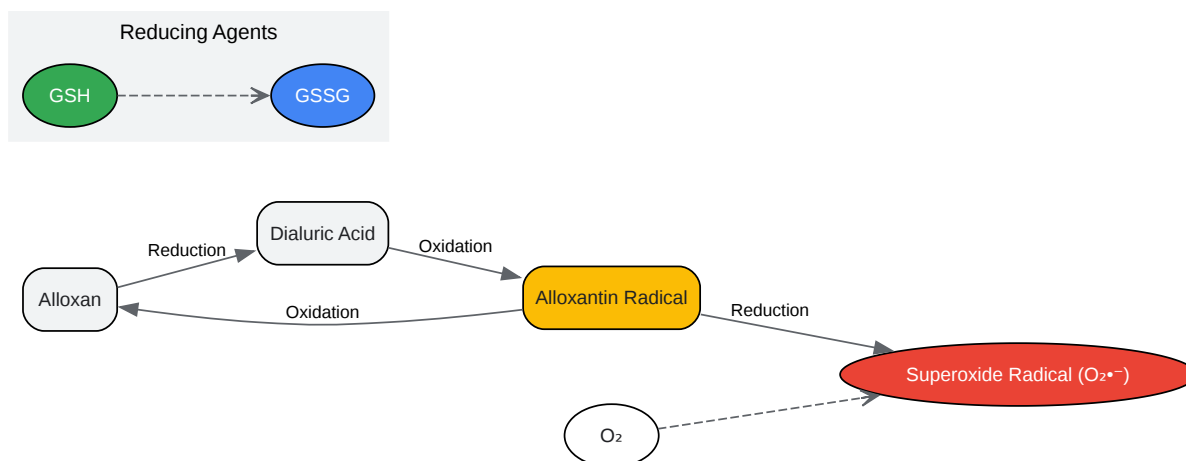 Reducing Agents
GSH
GSSG
Dialuric Acid
Reduction
Oxidation
Alloxan
Alloxantin Radical
Oxidation
Reduction
Superoxide Radical (O₂•⁻)
O₂